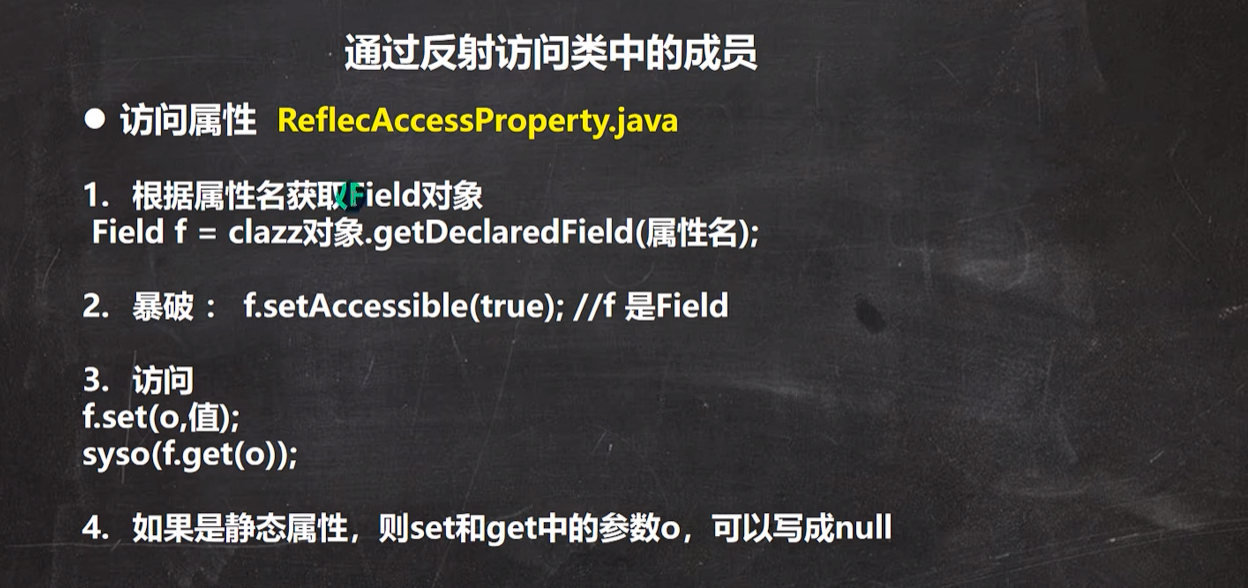 通过反射访问类中的成员
● 访问属性 ReflecAccessProperty.java
1. 根据属性名获取Field对象
Field f = clazz对象.getDeclaredField(属性名);
2. 暴破 : f.setAccessible(true); //f 是Field
3. 访问
f.set(o,值);
syso(f.get(o));
4. 如果是静态属性，则set和get中的参数o，可以写成null